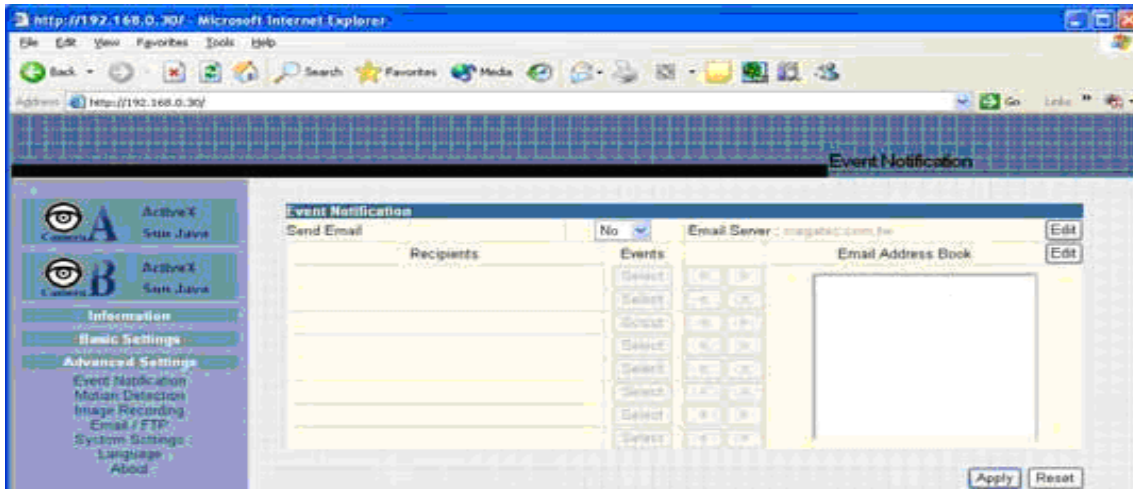 http://192.168.0.30/ - Microsoft Internet Explorer
File Edit View Favorites Tools Help
Back Search Favorites Media
Address http://192.168.0.30/ Go Links »
Event Notification
Camera A ActiveX
Sun Java
Camera B ActiveX
Sun Java
Information
Basic Settings
Advanced Settings
Event Notification
Motion Detection
Image Recording
Email / FTP
System Settings
Language
About
Event Notification
Send Email No Email Server : Edit
Recipients Events Email Address Book Edit
Select
Select
Select
Select
Select
Select
Select
Apply Reset